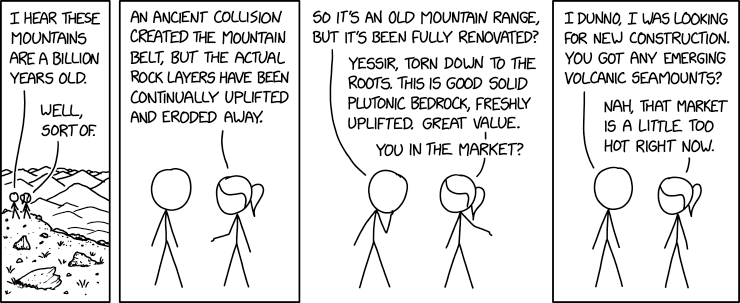 I HEAR THESE
MOUNTAINS
ARE A BILLION
YEARS OLD.
WELL,
SORT OF.
AN ANCIENT COLLISION
CREATED THE MOUNTAIN
BELT, BUT THE ACTUAL
ROCK LAYERS HAVE BEEN
CONTINUALLY UPLIFTED
AND ERODED AWAY.
SO IT'S AN OLD MOUNTAIN RANGE,
BUT IT'S BEEN FULLY RENOVATED?
YESSIR, TORN DOWN TO THE
ROOTS. THIS IS GOOD SOLID
PLUTONIC BEDROCK, FRESHLY
UPLIFTED. GREAT VALUE.
YOU IN THE MARKET?
I DUNNO, I WAS LOOKING
FOR NEW CONSTRUCTION.
YOU GOT ANY EMERGING
VOLCANIC SEAMOUNTS?
NAH, THAT MARKET
IS A LITTLE TOO
HOT RIGHT NOW.